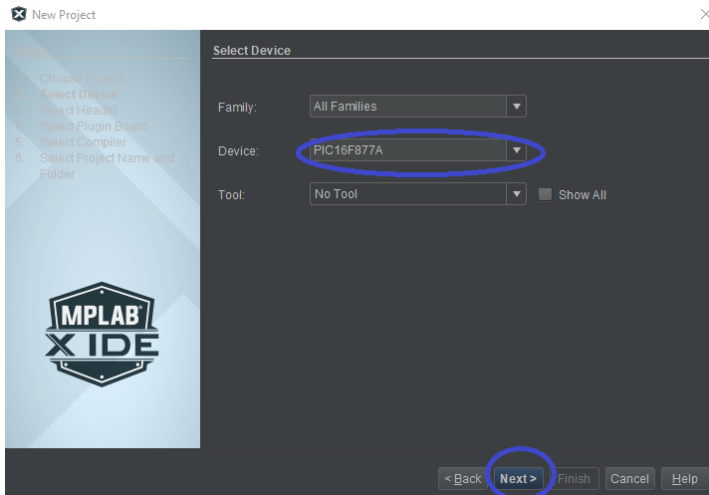 New Project
Steps
1. Choose Project
2. Select Device
3. Select Header
4. Select Plugin Board
5. Select Compiler
6. Select Project Name and
Folder
MPLAB
X IDE
Select Device
Family: All Families
Device: PIC16F877A
Tool: No Tool Show All
< Back Next > Finish Cancel Help